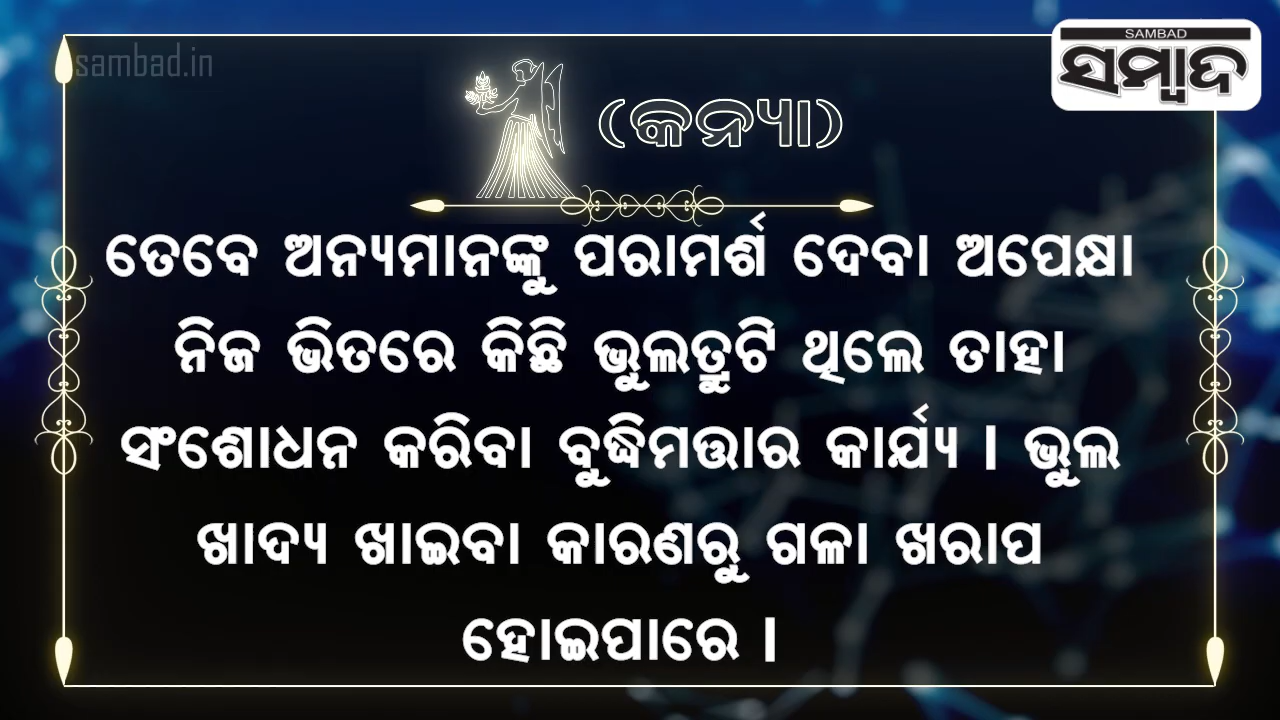 sambad.in
SAMBAD
ସମ୍ବାଦ
(କନ୍ୟା)
ତେବେ ଅନ୍ୟମାନଙ୍କୁ ପରାମର୍ଶ ଦେବା ଅପେକ୍ଷା
ନିଜ ଭିତରେ କିଛି ଭୁଲତ୍ରୁଟି ଥିଲେ ତାହା
ସଂଶୋଧନ କରିବା ବୁଦ୍ଧିମତ୍ତାର କାର୍ଯ୍ୟ । ଭୁଲ
ଖାଦ୍ୟ ଖାଇବା କାରଣରୁ ଗଳା ଖରାପ
ହୋଇପାରେ ।